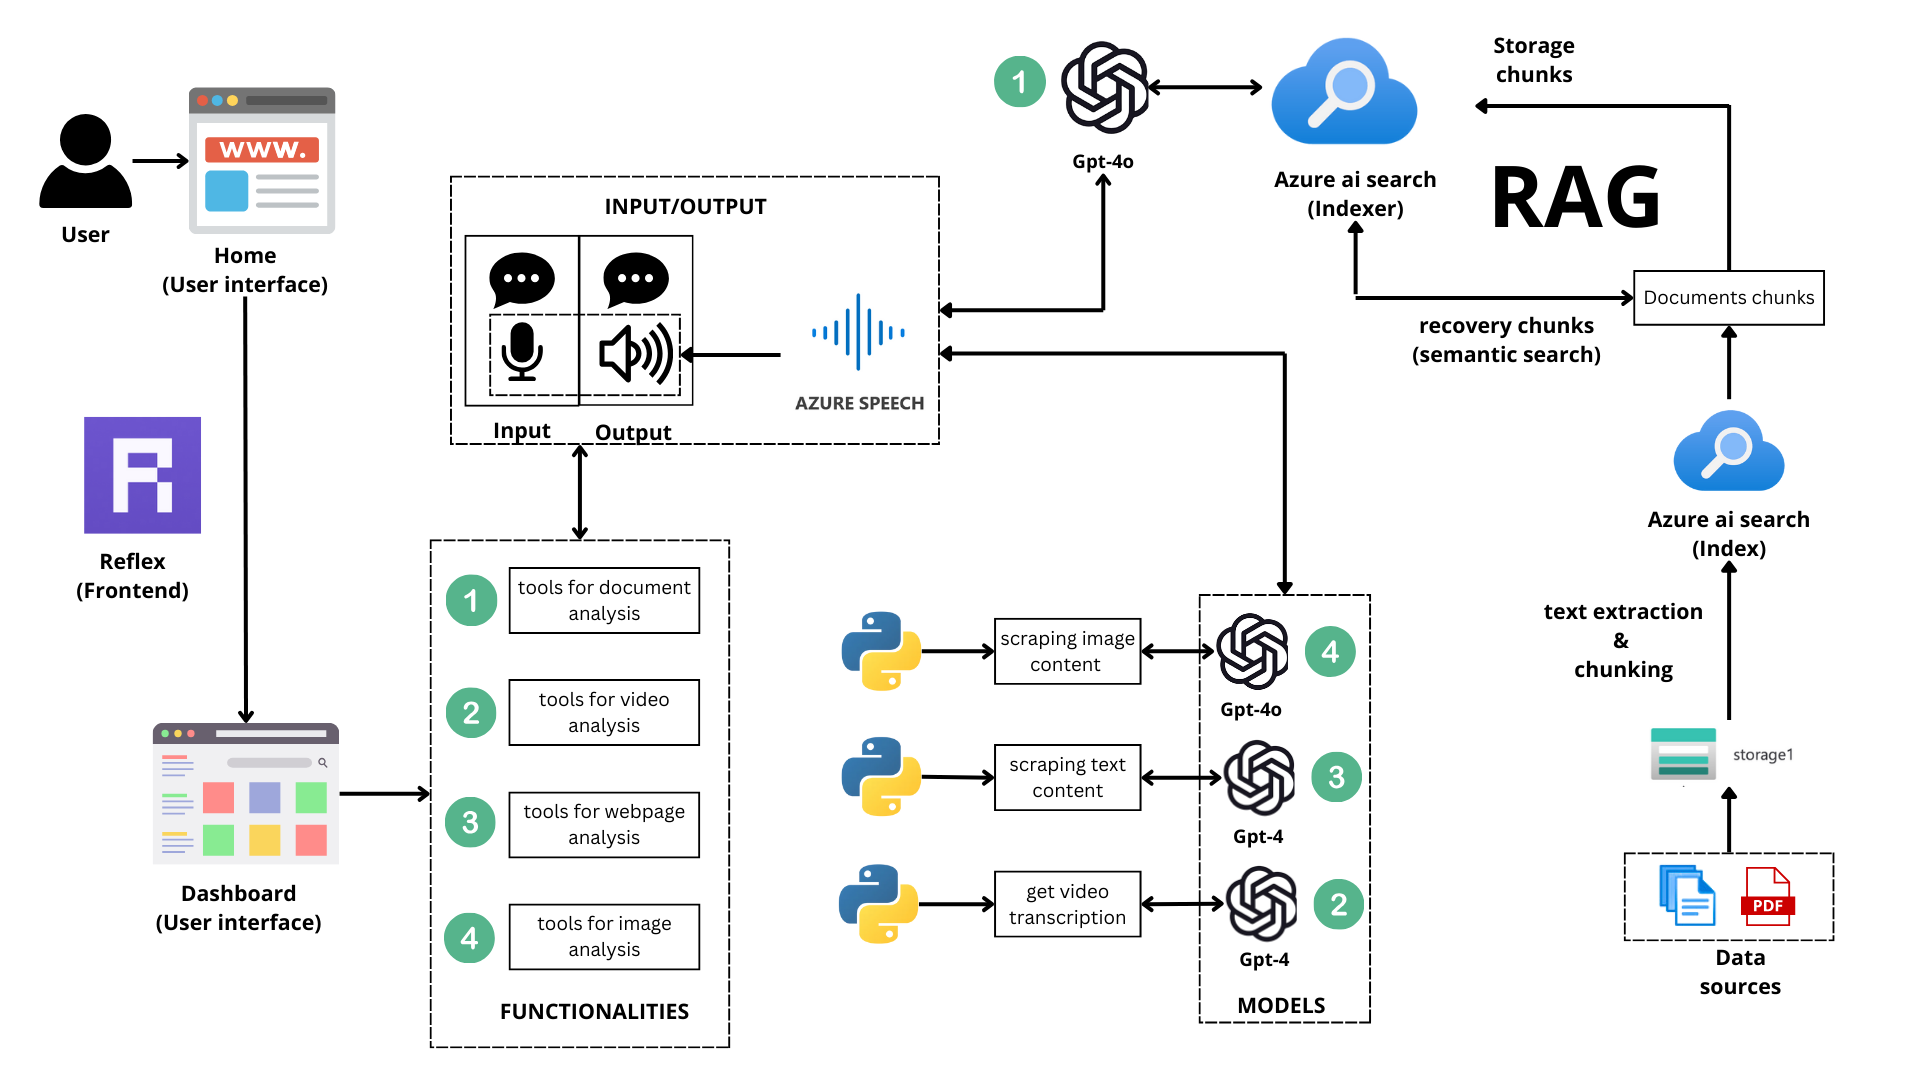 User
www.
Home
(User interface)
Reflex
(Frontend)
Dashboard
(User interface)
INPUT/OUTPUT
Input
Output
AZURE SPEECH
1
tools for document
analysis
2
tools for video
analysis
3
tools for webpage
analysis
4
tools for image
analysis
FUNCTIONALITIES
1
Gpt-4o
Azure ai search
(Indexer)
Storage
chunks
RAG
Documents chunks
recovery chunks
(semantic search)
Azure ai search
(Index)
text extraction
&
chunking
storage1
PDF
Data
sources
scraping image
content
Gpt-4o
4
scraping text
content
Gpt-4
3
get video
transcription
Gpt-4
2
MODELS